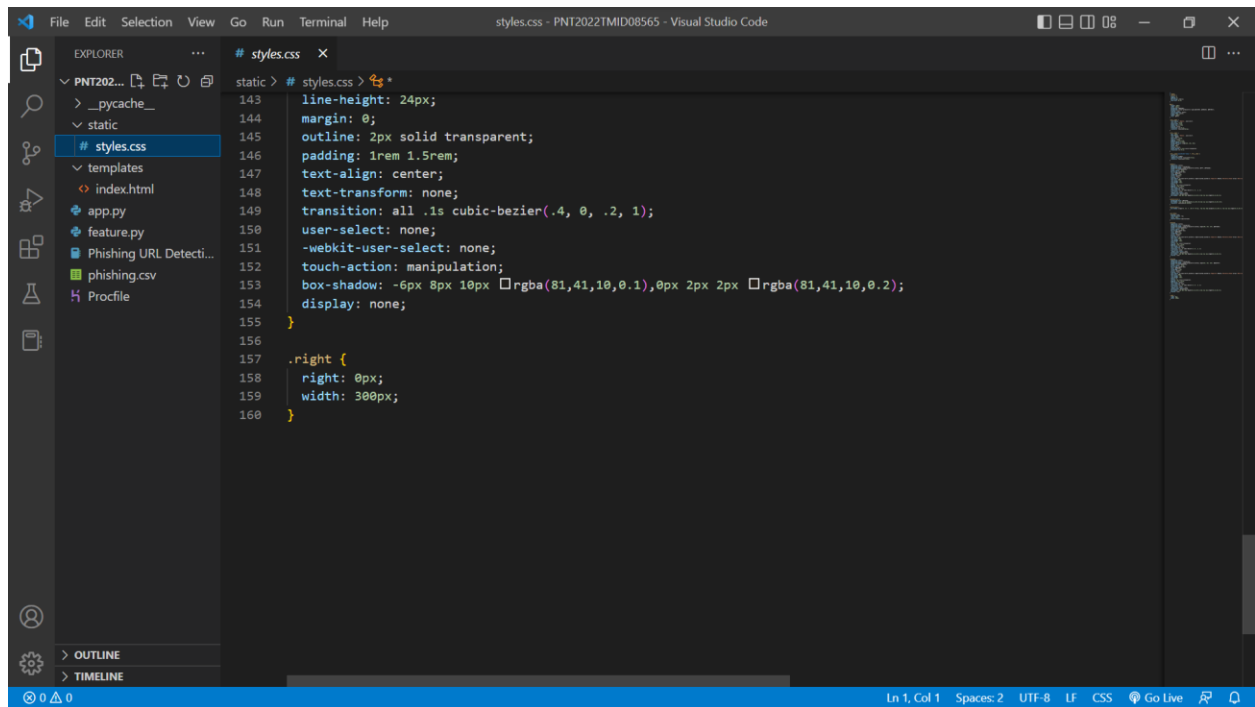 File Edit Selection View Go Run Terminal Help styles.css - PNT2022TMID08565 - Visual Studio Code
EXPLORER ···
PNT202...
> __pycache__
static
# styles.css
templates
<> index.html
app.py
feature.py
Phishing URL Detecti...
phishing.csv
Procfile
> OUTLINE
> TIMELINE
# styles.css ×
static > # styles.css > *
143 line-height: 24px;
144 margin: 0;
145 outline: 2px solid transparent;
146 padding: 1rem 1.5rem;
147 text-align: center;
148 text-transform: none;
149 transition: all .1s cubic-bezier(.4, 0, .2, 1);
150 user-select: none;
151 -webkit-user-select: none;
152 touch-action: manipulation;
153 box-shadow: -6px 8px 10px rgba(81,41,10,0.1),0px 2px 2px rgba(81,41,10,0.2);
154 display: none;
155 }
156
157 .right {
158 right: 0px;
159 width: 300px;
160 }
0 0 Ln 1, Col 1 Spaces: 2 UTF-8 LF CSS Go Live